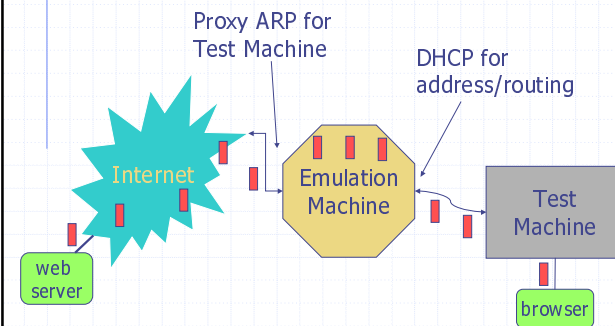 Proxy ARP for
Test Machine
DHCP for
address/routing
Internet
Emulation
Machine
Test
Machine
web
server
browser